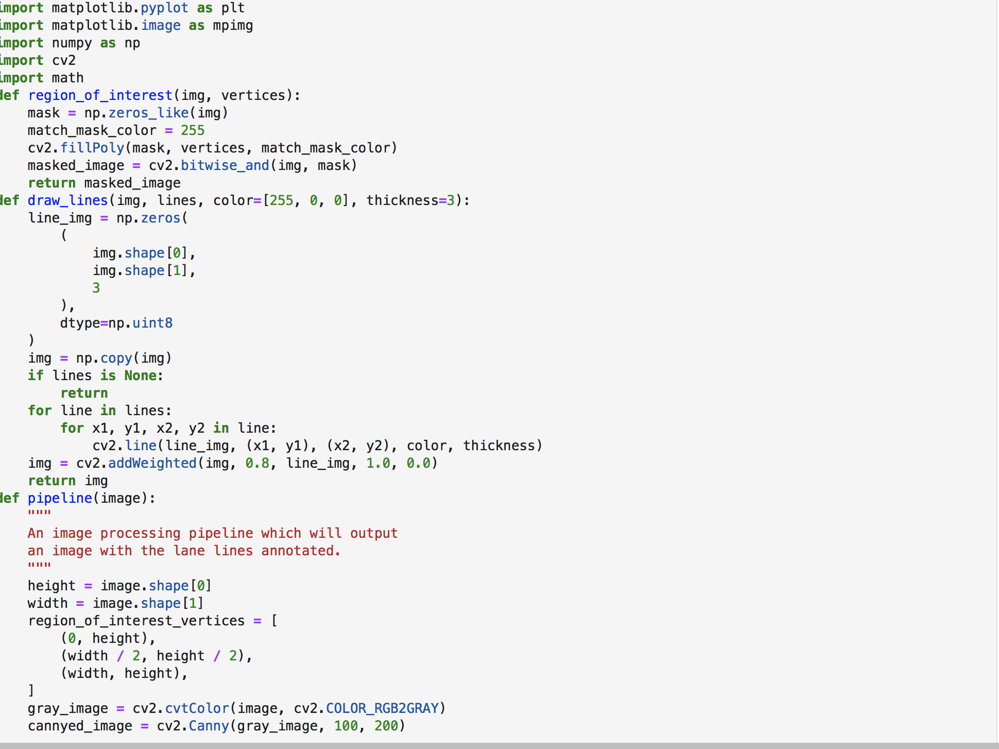 import matplotlib.pyplot as plt
import matplotlib.image as mpimg
import numpy as np
import cv2
import math
def region_of_interest(img, vertices):
    mask = np.zeros_like(img)
    match_mask_color = 255
    cv2.fillPoly(mask, vertices, match_mask_color)
    masked_image = cv2.bitwise_and(img, mask)
    return masked_image
def draw_lines(img, lines, color=[255, 0, 0], thickness=3):
    line_img = np.zeros(
        (
            img.shape[0],
            img.shape[1],
            3
        ),
        dtype=np.uint8
    )
    img = np.copy(img)
    if lines is None:
        return
    for line in lines:
        for x1, y1, x2, y2 in line:
            cv2.line(line_img, (x1, y1), (x2, y2), color, thickness)
    img = cv2.addWeighted(img, 0.8, line_img, 1.0, 0.0)
    return img
def pipeline(image):
    """
    An image processing pipeline which will output
    an image with the lane lines annotated.
    """
    height = image.shape[0]
    width = image.shape[1]
    region_of_interest_vertices = [
        (0, height),
        (width / 2, height / 2),
        (width, height),
    ]
    gray_image = cv2.cvtColor(image, cv2.COLOR_RGB2GRAY)
    cannyed_image = cv2.Canny(gray_image, 100, 200)